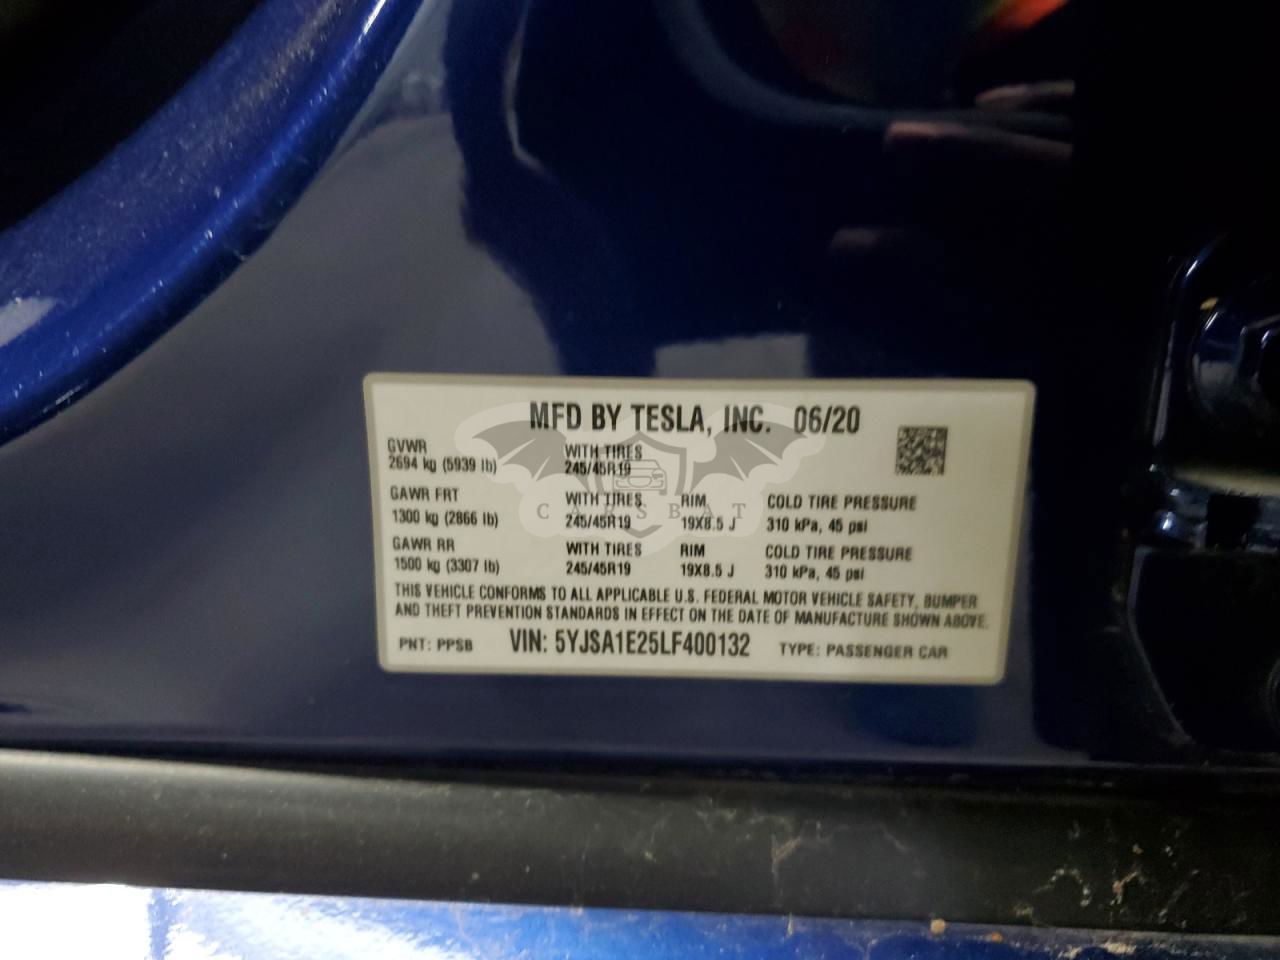 MFD BY TESLA, INC. 06/20
GVWR WITH TIRES
2694 kg (5939 lb) 245/45R19
GAWR FRT WITH TIRES RIM COLD TIRE PRESSURE
1300 kg (2866 lb) 245/45R19 19X8.5 J 310 kPa, 45 psi
GAWR RR WITH TIRES RIM COLD TIRE PRESSURE
1500 kg (3307 lb) 245/45R19 19X8.5 J 310 kPa, 45 psi
THIS VEHICLE CONFORMS TO ALL APPLICABLE U.S. FEDERAL MOTOR VEHICLE SAFETY, BUMPER
AND THEFT PREVENTION STANDARDS IN EFFECT ON THE DATE OF MANUFACTURE SHOWN ABOVE.
PNT: PPSB VIN: 5YJSA1E25LF400132 TYPE: PASSENGER CAR
CARSBAT